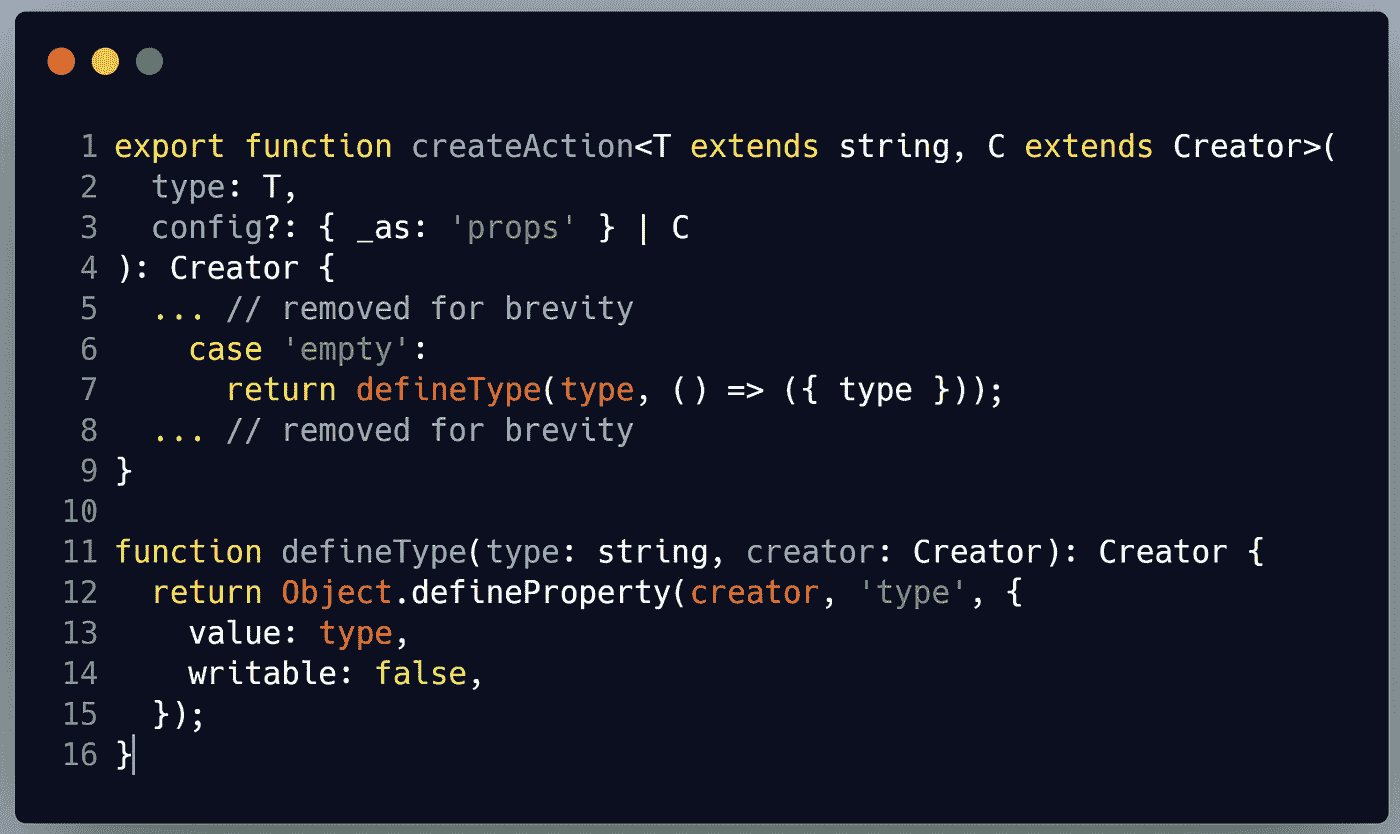 1 export function createAction<T extends string, C extends Creator>(
2   type: T,
3   config?: { _as: 'props' } | C
4 ): Creator {
5   ... // removed for brevity
6     case 'empty':
7       return defineType(type, () => ({ type }));
8   ... // removed for brevity
9 }
10
11 function defineType(type: string, creator: Creator): Creator {
12   return Object.defineProperty(creator, 'type', {
13     value: type,
14     writable: false,
15   });
16 }